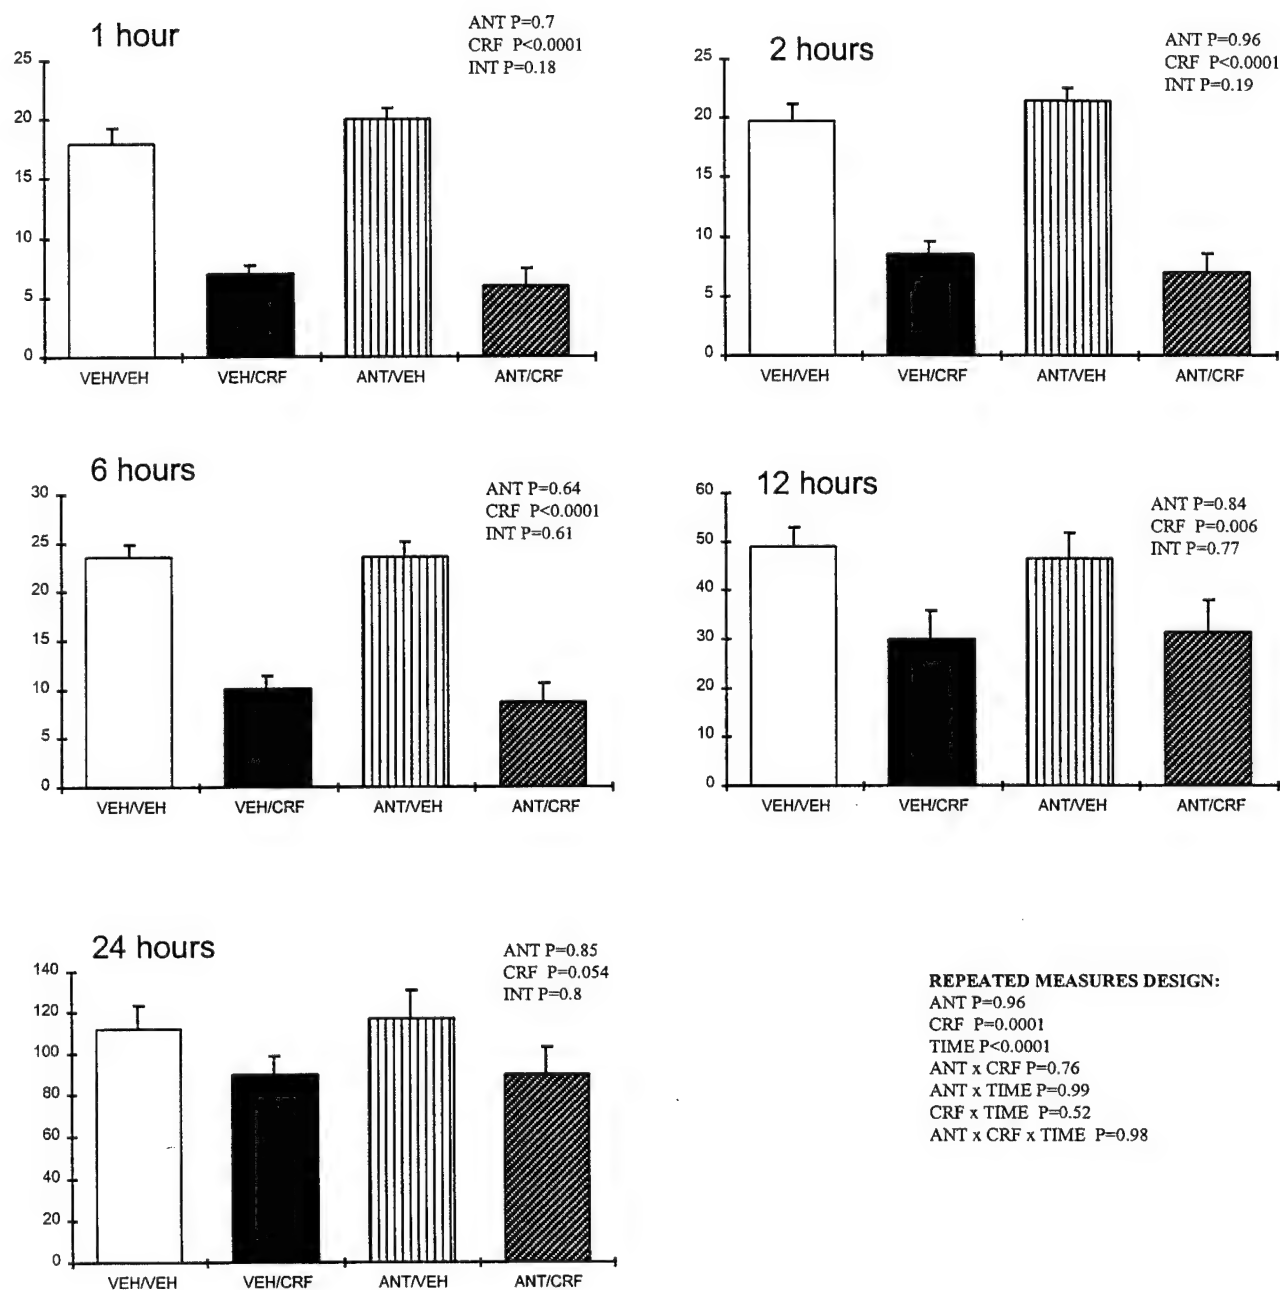 1 hour
ANT P=0.7
CRF P<0.0001
INT P=0.18
25
20
15
10
5
0
VEH/VEH VEH/CRF ANT/VEH ANT/CRF
2 hours
ANT P=0.96
CRF P<0.0001
INT P=0.19
25
20
15
10
5
0
VEH/VEH VEH/CRF ANT/VEH ANT/CRF
6 hours
ANT P=0.64
CRF P<0.0001
INT P=0.61
30
25
20
15
10
5
0
VEH/VEH VEH/CRF ANT/VEH ANT/CRF
12 hours
ANT P=0.84
CRF P=0.006
INT P=0.77
60
50
40
30
20
10
0
VEH/VEH VEH/CRF ANT/VEH ANT/CRF
24 hours
ANT P=0.85
CRF P=0.054
INT P=0.8
140
120
100
80
60
40
20
0
VEH/VEH VEH/CRF ANT/VEH ANT/CRF
REPEATED MEASURES DESIGN:
ANT P=0.96
CRF P=0.0001
TIME P<0.0001
ANT x CRF P=0.76
ANT x TIME P=0.99
CRF x TIME P=0.52
ANT x CRF x TIME P=0.98